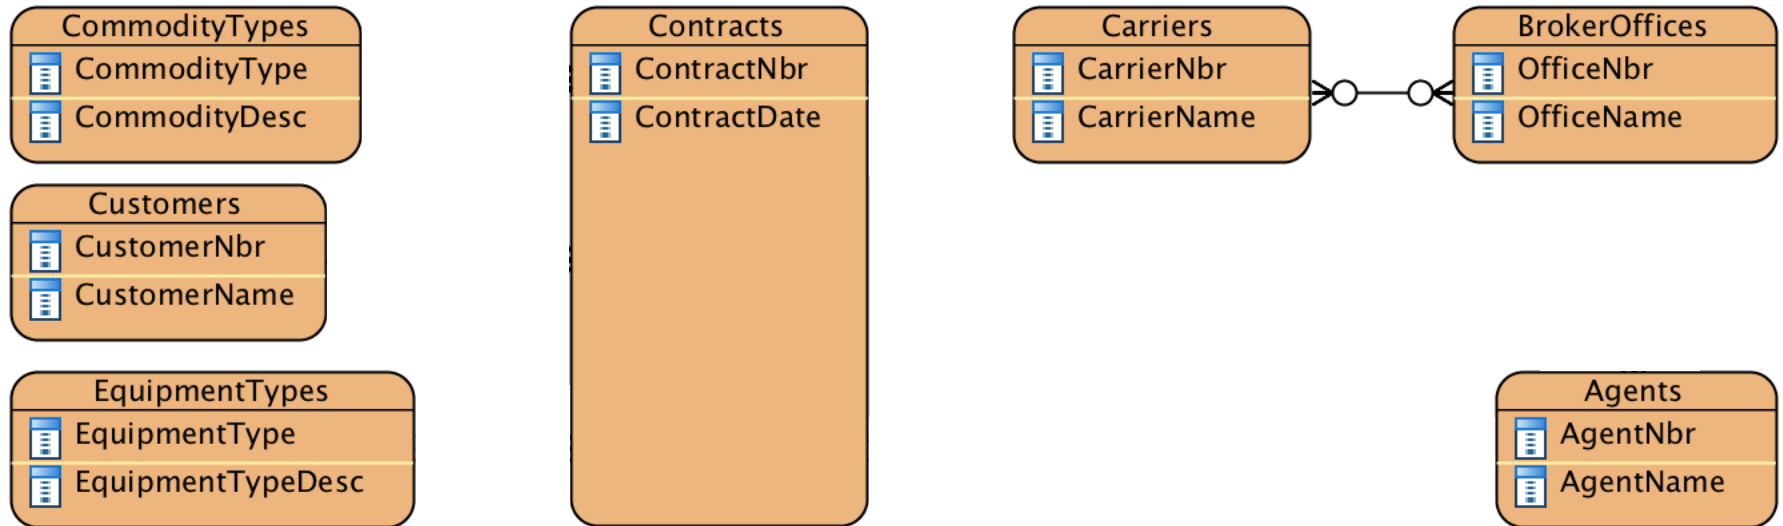 CommodityTypes
CommodityType
CommodityDesc
Customers
CustomerNbr
CustomerName
EquipmentTypes
EquipmentType
EquipmentTypeDesc
Contracts
ContractNbr
ContractDate
Carriers
CarrierNbr
CarrierName
BrokerOffices
OfficeNbr
OfficeName
Agents
AgentNbr
AgentName